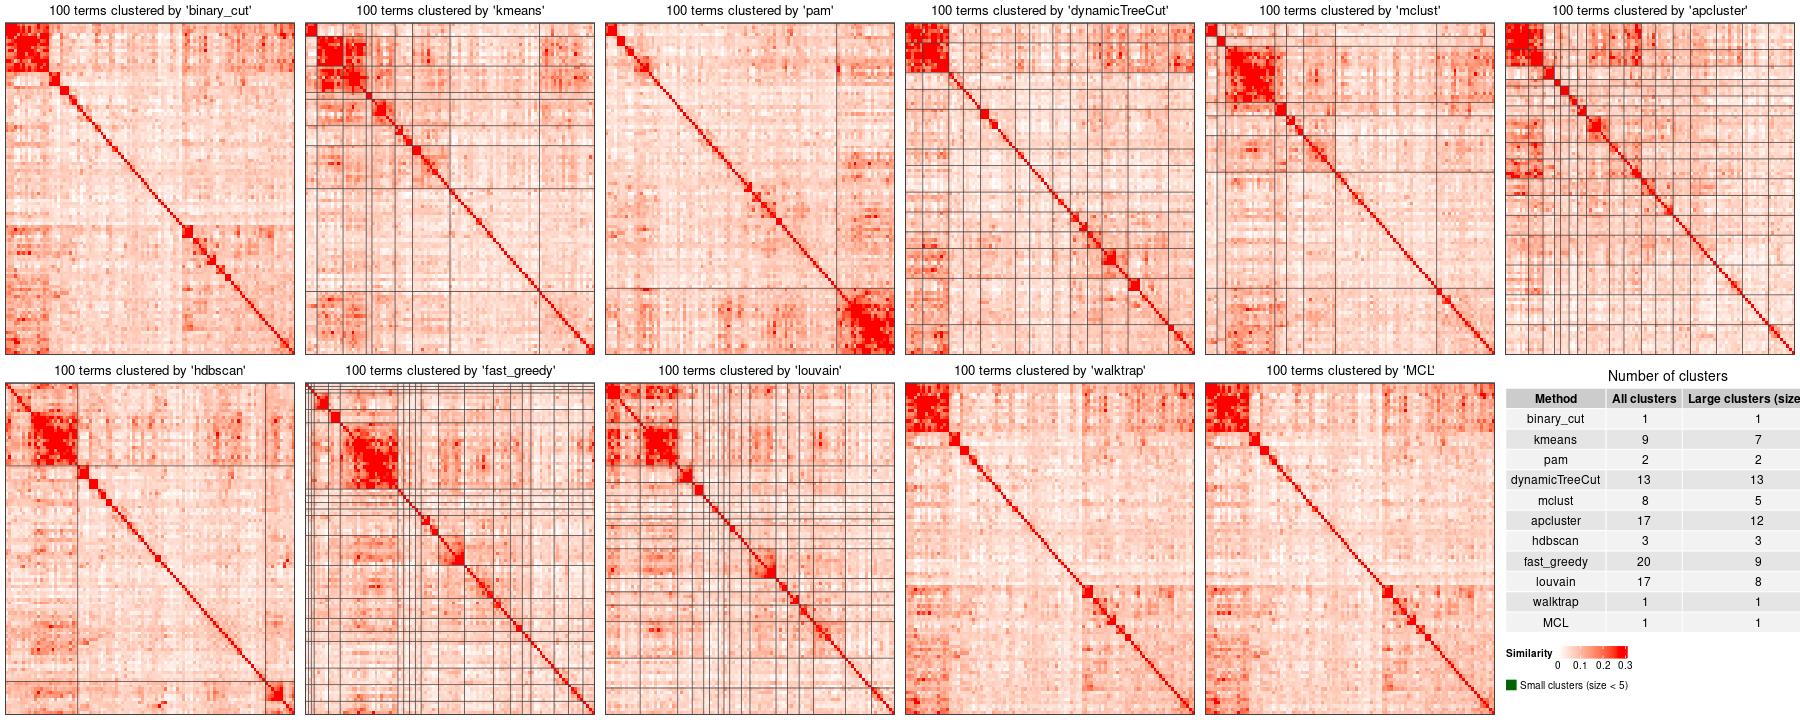 100 terms clustered by 'binary_cut'
100 terms clustered by 'kmeans'
100 terms clustered by 'pam'
100 terms clustered by 'dynamicTreeCut'
100 terms clustered by 'mclust'
100 terms clustered by 'apcluster'
100 terms clustered by 'hdbscan'
100 terms clustered by 'fast_greedy'
100 terms clustered by 'louvain'
100 terms clustered by 'walktrap'
100 terms clustered by 'MCL'
Number of clusters
Method All clusters Large clusters (size
binary_cut 1 1
kmeans 9 7
pam 2 2
dynamicTreeCut 13 13
mclust 8 5
apcluster 17 12
hdbscan 3 3
fast_greedy 20 9
louvain 17 8
walktrap 1 1
MCL 1 1
Similarity
0 0.1 0.2 0.3
Small clusters (size < 5)